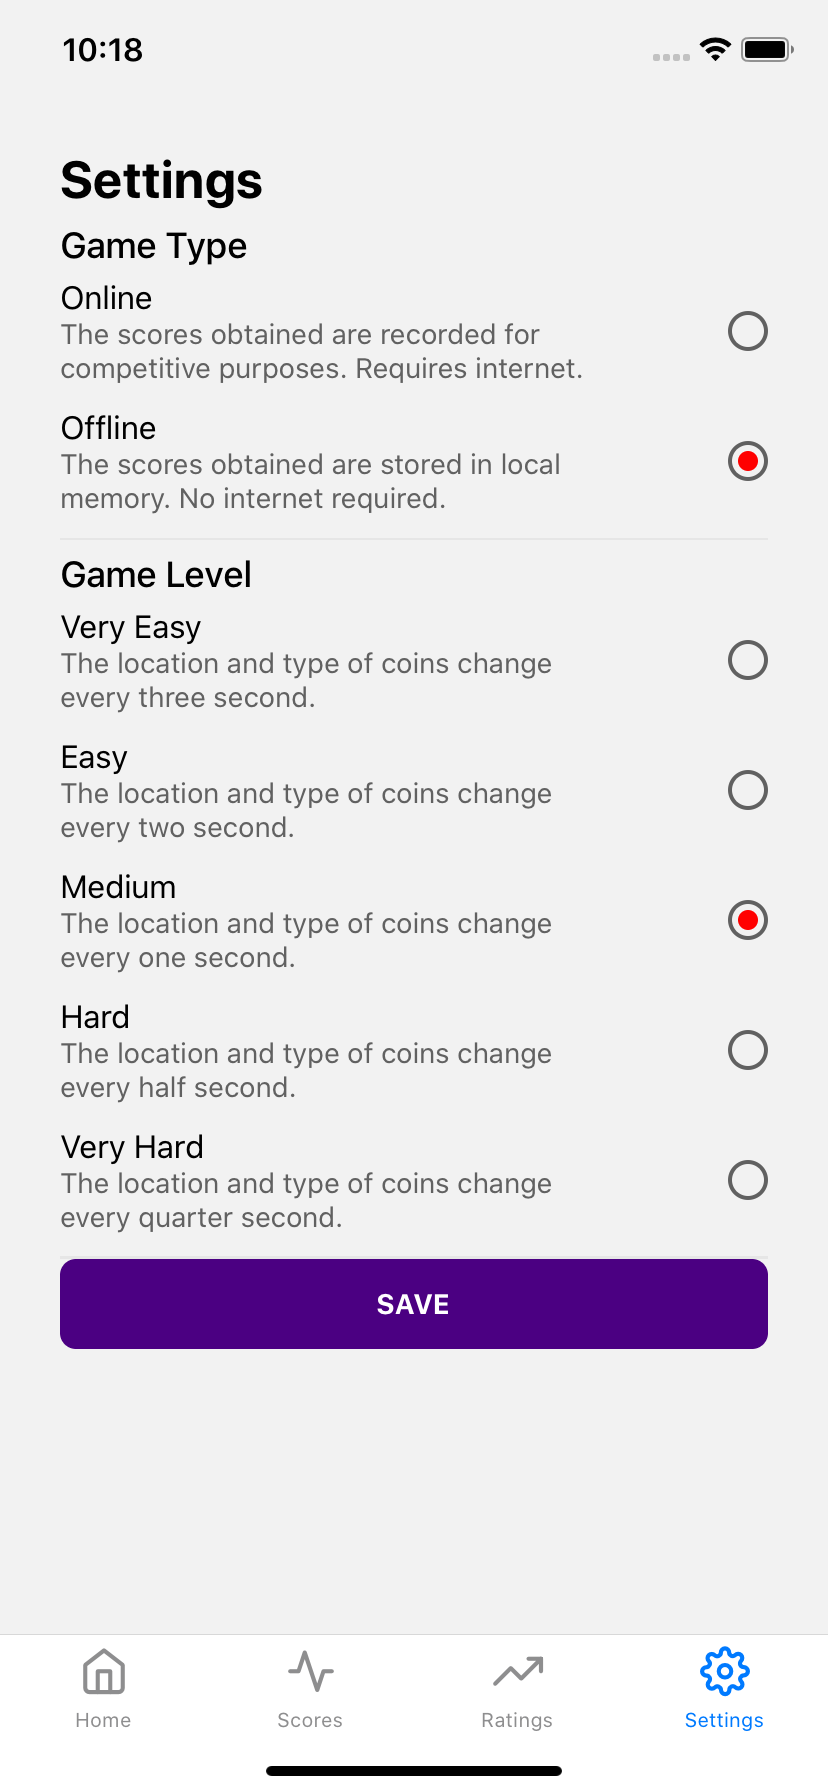 10:18
Settings
Game Type
Online
The scores obtained are recorded for
competitive purposes. Requires internet.
Offline
The scores obtained are stored in local
memory. No internet required.
Game Level
Very Easy
The location and type of coins change
every three second.
Easy
The location and type of coins change
every two second.
Medium
The location and type of coins change
every one second.
Hard
The location and type of coins change
every half second.
Very Hard
The location and type of coins change
every quarter second.
SAVE
Home Scores Ratings Settings